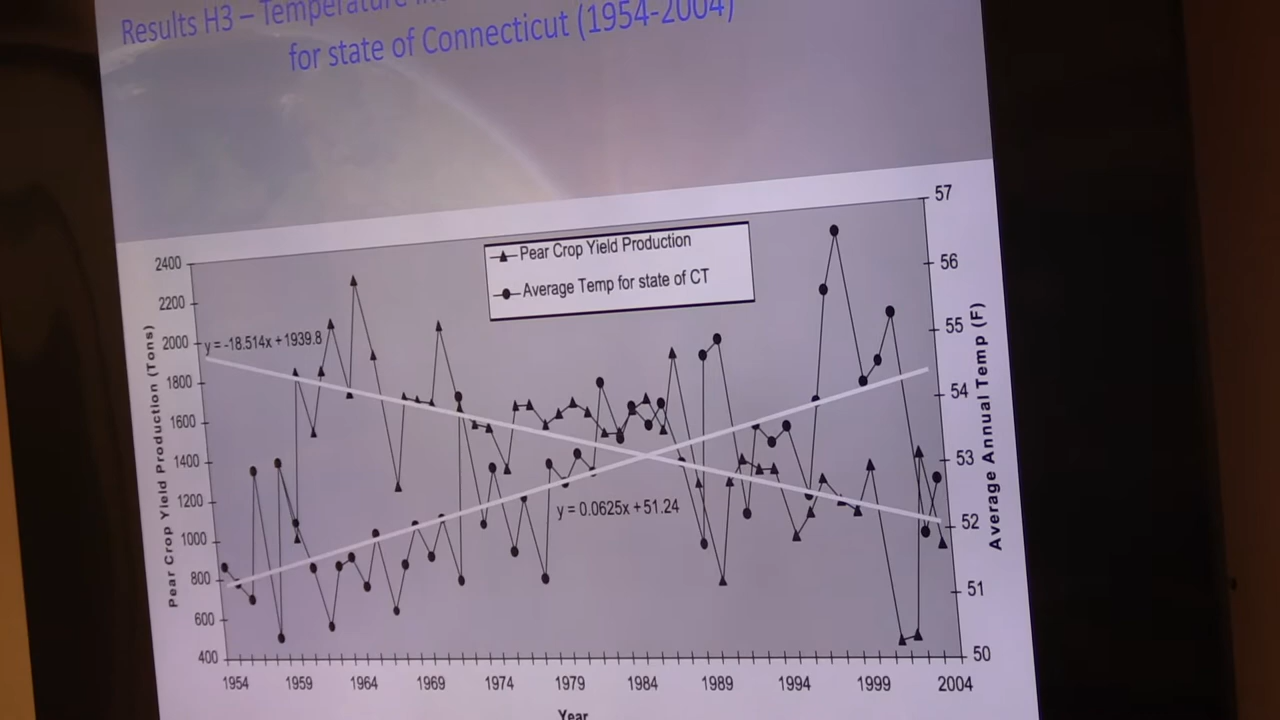 Results H3 – Temperature
for state of Connecticut (1954-2004)
57
2400
Pear Crop Yield Production
56
2200
Average Temp for state of CT
2000
y = -18.514x + 1939.8
55
1800
54
1600
1400
53
1200
y = 0.0625x + 51.24
52
1000
800
51
600
400
50
Pear Crop Yield Production (Tons)
Average Annual Temp (F)
1954 1959 1964 1969 1974 1979 1984 1989 1994 1999 2004
Year